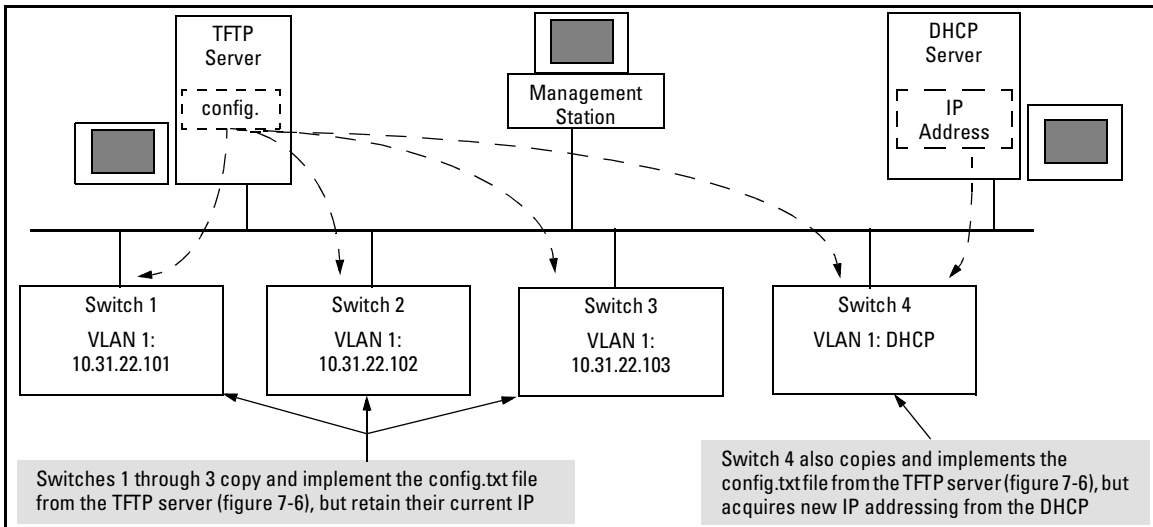 TFTP
Server
config.
Management
Station
DHCP
Server
IP
Address
Switch 1
VLAN 1:
10.31.22.101
Switch 2
VLAN 1:
10.31.22.102
Switch 3
VLAN 1:
10.31.22.103
Switch 4
VLAN 1: DHCP
Switches 1 through 3 copy and implement the config.txt file
from the TFTP server (figure 7-6), but retain their current IP
Switch 4 also copies and implements the
config.txt file from the TFTP server (figure 7-6), but
acquires new IP addressing from the DHCP